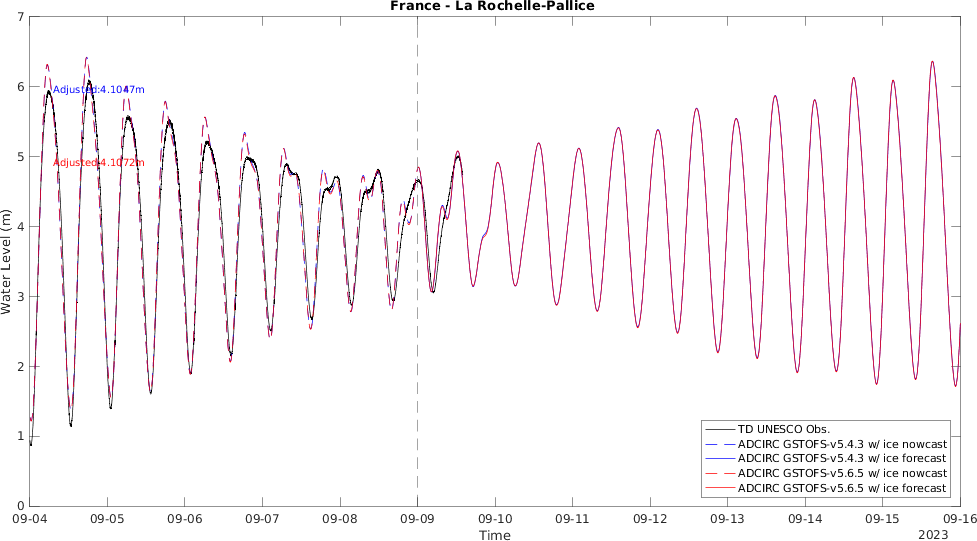 France - La Rochelle-Pallice
7
6
5
4
3
2
1
0
Water Level (m)
Adjusted:4.1047m
Adjusted:4.1072m
TD UNESCO Obs.
ADCIRC GSTOFS-v5.4.3 w/ ice nowcast
ADCIRC GSTOFS-v5.4.3 w/ ice forecast
ADCIRC GSTOFS-v5.6.5 w/ ice nowcast
ADCIRC GSTOFS-v5.6.5 w/ ice forecast
09-04 09-05 09-06 09-07 09-08 09-09 09-10 09-11 09-12 09-13 09-14 09-15 09-16
Time
2023